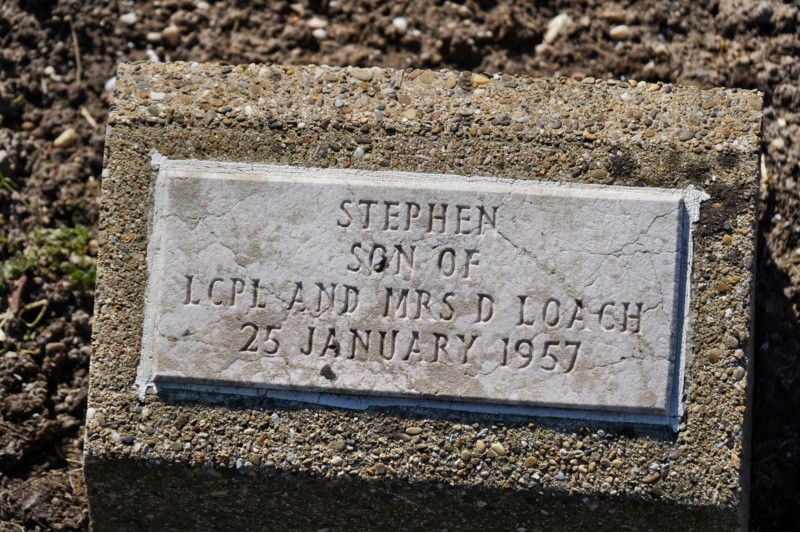 STEPHEN
SON OF
LCPL AND MRS D LOACH
25 JANUARY 1957